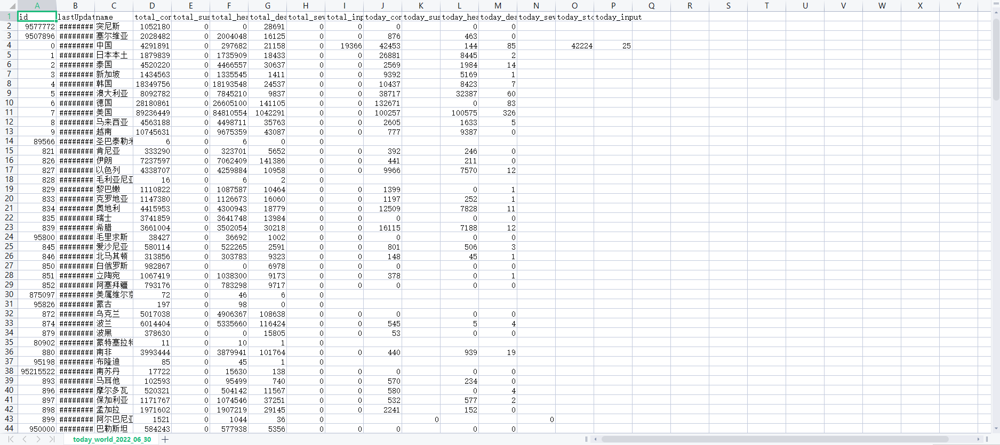 A B C D E F G H I J K L M N O P Q R S T U V W X Y
1 id lastUpdat name total_con total_sus total_hea total_dea total_sev total_inp today_con today_sus today_hea today_dea today_sev today_sto today_input
2 9577772 ######## 突尼斯 1052180 0 0 28691 0 0 0 0 0
3 9507896 ######## 塞尔维亚 2028482 0 2004048 16125 0 0 876 463 0
4 0 ######## 中国 4291891 0 297682 21158 0 19366 42453 144 85 42224 25
5 1 ######## 日本本土 1879839 0 1735909 18433 0 0 26881 8445 2
6 2 ######## 泰国 4520220 0 4466557 30637 0 0 2569 1984 14
7 3 ######## 新加坡 1434563 0 1335545 1411 0 0 9392 5169 1
8 4 ######## 韩国 18349756 0 18193548 24537 0 0 10437 8423 7
9 5 ######## 澳大利亚 8092782 0 7845210 9837 0 0 38717 32387 60
10 6 ######## 德国 28180861 0 26605100 141105 0 0 132671 0 83
11 7 ######## 美国 89236449 0 84810554 1042291 0 0 100257 100575 326
12 8 ######## 马来西亚 4563188 0 4498711 35763 0 0 2605 1633 5
13 9 ######## 越南 10745631 0 9675359 43087 0 0 777 9387 0
14 89566 ######## 圣巴泰勒米 6 0 6 0 0
15 821 ######## 肯尼亚 333290 0 323701 5652 0 0 392 246 0
16 826 ######## 伊朗 7237597 0 7062409 141386 0 0 441 211 0
17 827 ######## 以色列 4338707 0 4259884 10958 0 0 9966 7570 12
18 828 ######## 毛利亚尼亚 16 0 6 2 0
19 829 ######## 黎巴嫩 1110822 0 1087587 10464 0 0 1399 0 1
20 833 ######## 克罗地亚 1147380 0 1126673 16060 0 0 1197 252 1
21 834 ######## 奥地利 4415953 0 4300943 18779 0 0 12509 7828 11
22 835 ######## 瑞士 3741859 0 3641748 13984 0 0 0 0 0
23 839 ######## 希腊 3661004 0 3502054 30218 0 0 16115 7188 12
24 95800 ######## 毛里求斯 38427 0 36692 1002 0 0 0 0 0
25 845 ######## 爱沙尼亚 580114 0 522265 2591 0 0 801 506 3
26 846 ######## 北马其顿 313856 0 303783 9323 0 0 148 45 1
27 850 ######## 白俄罗斯 982867 0 0 6978 0 0 0 0 0
28 851 ######## 立陶宛 1067419 0 1038300 9173 0 0 378 0 1
29 852 ######## 阿塞拜疆 793176 0 783298 9717 0 0 0 0 0
30 875097 ######## 美属维尔京 72 0 46 6 0
31 95826 ######## 蒙古 197 0 98 0 0
32 872 ######## 乌克兰 5017038 0 4906367 108638 0 0 0 0 0
33 874 ######## 波兰 6014404 0 5335660 116424 0 0 545 5 4
34 879 ######## 波黑 378630 0 0 15805 0 0 53 0 0
35 80902 ######## 蒙特塞拉特 11 0 10 1 0
36 880 ######## 南非 3993444 0 3879941 101764 0 0 440 939 19
37 95198 ######## 布隆迪 85 0 45 1 0
38 95215522 ######## 南苏丹 17722 0 15630 138 0 0 0 0 0
39 893 ######## 马耳他 102593 0 95499 740 0 0 570 234 0
40 896 ######## 摩尔多瓦 520321 0 504142 11567 0 0 580 0 4
41 897 ######## 保加利亚 1171767 0 1074546 37251 0 0 532 577 2
42 898 ######## 孟加拉 1971602 0 1907219 29145 0 0 2241 152 0
43 899 ######## 阿尔巴尼亚 1521 0 1044 36 0 0 0
44 950000 ######## 巴勒斯坦 584243 0 577938 5356 0 0 0 0 0
today_world_2022_06_30